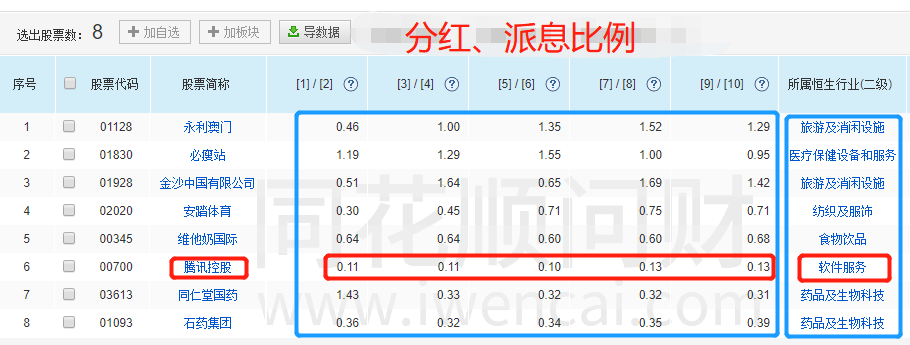 选出股票数: 8 加自选 加板块 导数据 分红、派息比例
序号 股票代码 股票简称 [1] / [2] ? [3] / [4] ? [5] / [6] ? [7] / [8] ? [9] / [10] ? 所属恒生行业(二级)
1 01128 永利澳门 0.46 1.00 1.35 1.52 1.29 旅游及消闲设施
2 01830 必瘦站 1.19 1.29 1.55 1.00 0.95 医疗保健设备和服务
3 01928 金沙中国有限公司 0.51 1.64 0.65 1.69 1.42 旅游及消闲设施
4 02020 安踏体育 0.30 0.45 0.71 0.75 0.71 纺织及服饰
5 00345 维他奶国际 0.64 0.64 0.60 0.60 0.68 食物饮品
6 00700 腾讯控股 0.11 0.11 0.10 0.13 0.13 软件服务
7 03613 同仁堂国药 1.43 0.33 0.32 0.32 0.31 药品及生物科技
8 01093 石药集团 0.36 0.32 0.34 0.35 0.39 药品及生物科技
同花顺问财
www.iwencai.com